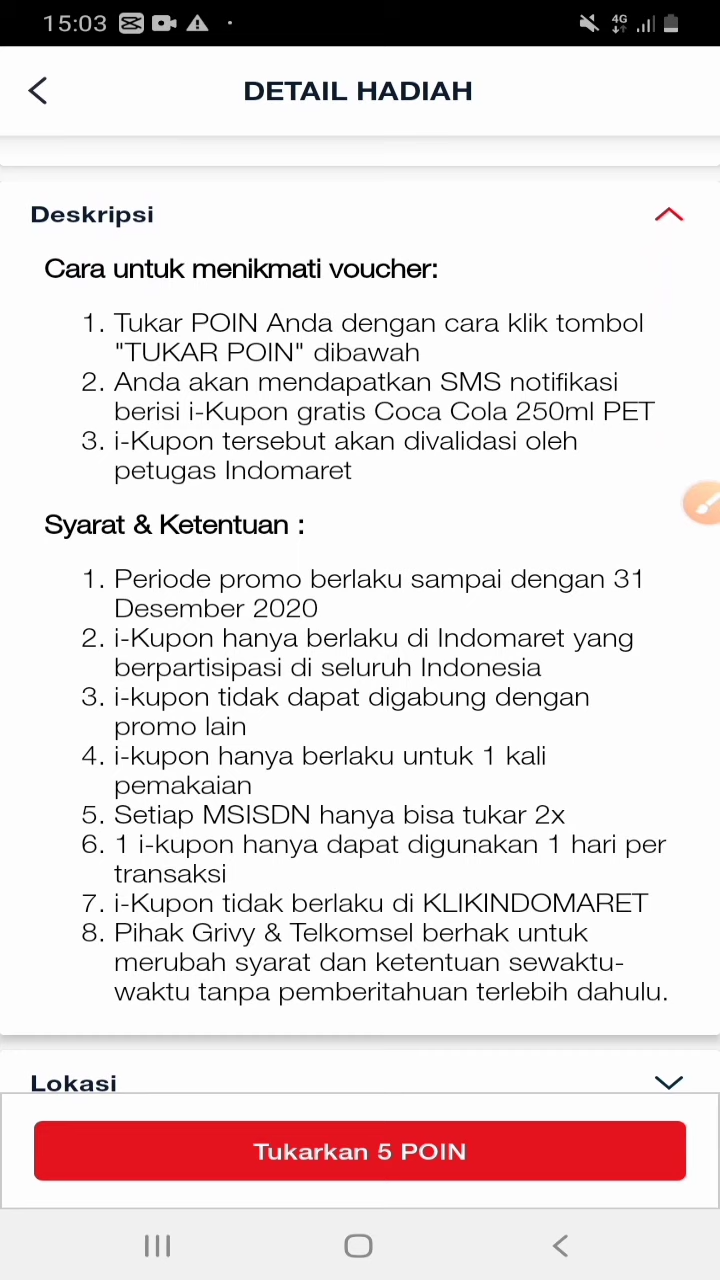 15:03
4G
DETAIL HADIAH
Deskripsi
Cara untuk menikmati voucher:
1. Tukar POIN Anda dengan cara klik tombol
"TUKAR POIN" dibawah
2. Anda akan mendapatkan SMS notifikasi
berisi i-Kupon gratis Coca Cola 250ml PET
3. i-Kupon tersebut akan divalidasi oleh
petugas Indomaret
Syarat & Ketentuan :
1. Periode promo berlaku sampai dengan 31
Desember 2020
2. i-Kupon hanya berlaku di Indomaret yang
berpartisipasi di seluruh Indonesia
3. i-kupon tidak dapat digabung dengan
promo lain
4. i-kupon hanya berlaku untuk 1 kali
pemakaian
5. Setiap MSISDN hanya bisa tukar 2x
6. 1 i-kupon hanya dapat digunakan 1 hari per
transaksi
7. i-Kupon tidak berlaku di KLIKINDOMARET
8. Pihak Grivy & Telkomsel berhak untuk
merubah syarat dan ketentuan sewaktu-
waktu tanpa pemberitahuan terlebih dahulu.
Lokasi
Tukarkan 5 POIN